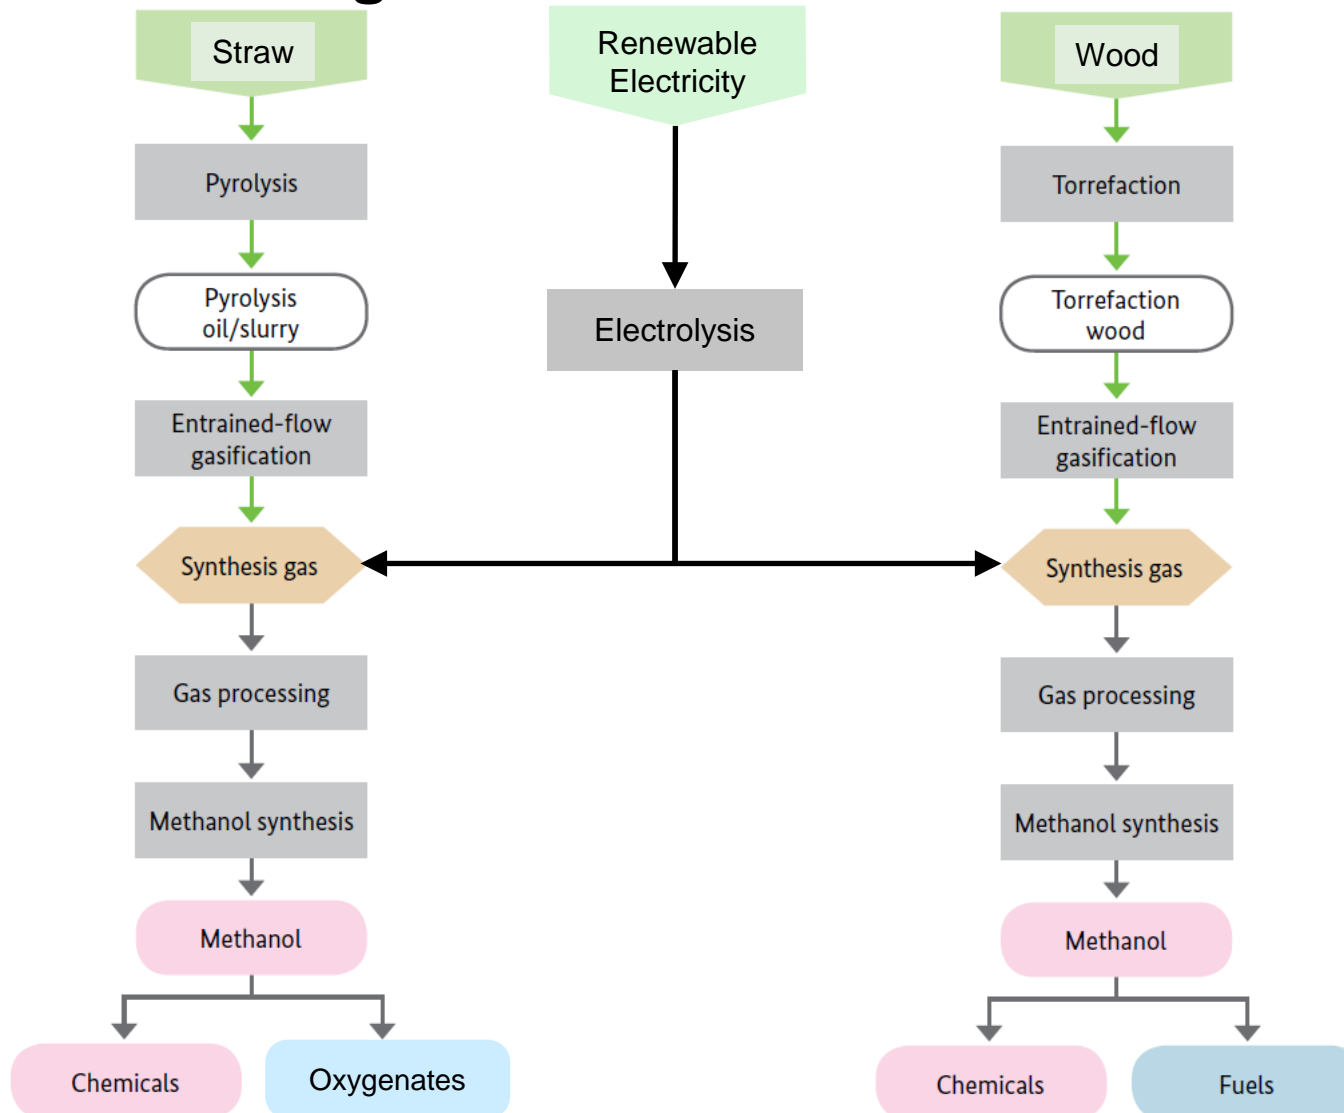 Straw
Renewable
Electricity
Wood
Pyrolysis
Torrefaction
Pyrolysis
oil/slurry
Electrolysis
Torrefaction
wood
Entrained-flow
gasification
Entrained-flow
gasification
Synthesis gas
Synthesis gas
Gas processing
Gas processing
Methanol synthesis
Methanol synthesis
Methanol
Methanol
Chemicals
Oxygenates
Chemicals
Fuels